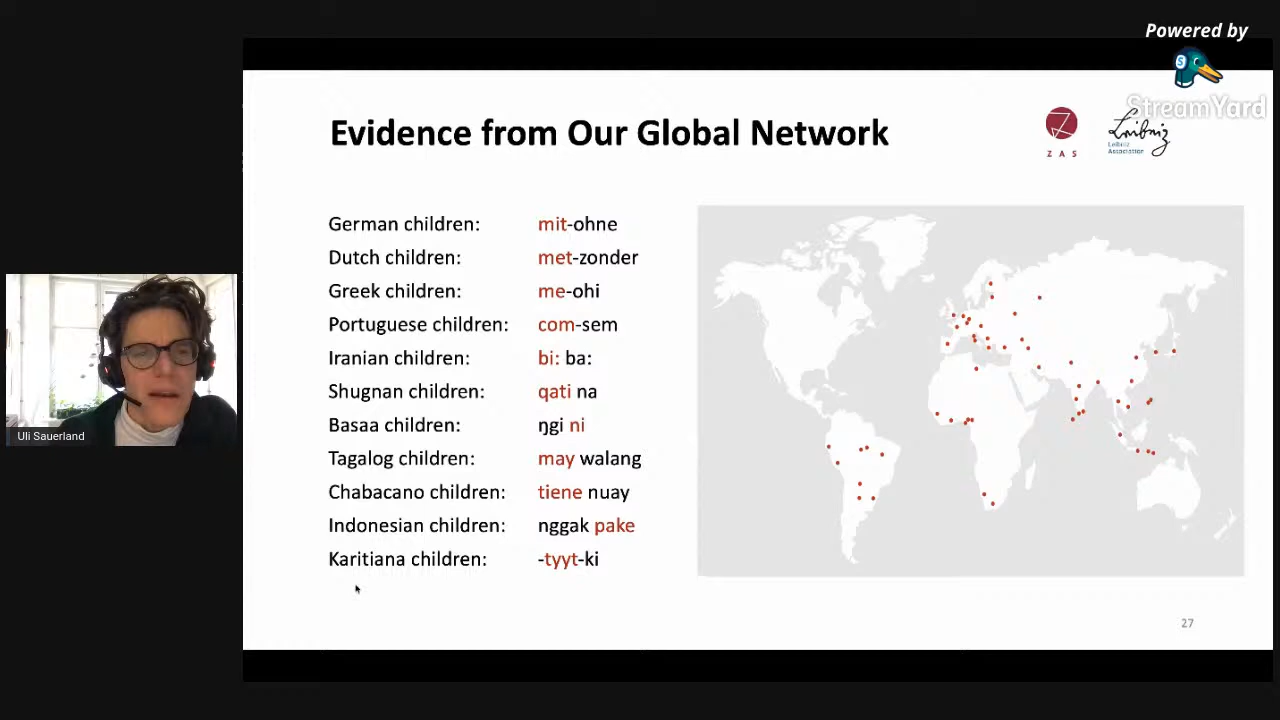 Powered by
StreamYard
Evidence from Our Global Network
Z A S
Leibniz
Leibniz
Association
German children: mit-ohne
Dutch children: met-zonder
Greek children: me-ohi
Portuguese children: com-sem
Iranian children: bi: ba:
Shugnan children: qati na
Basaa children: ŋgi ni
Tagalog children: may walang
Chabacano children: tiene nuay
Indonesian children: nggak pake
Karitiana children: -tyyt-ki
Uli Sauerland
27